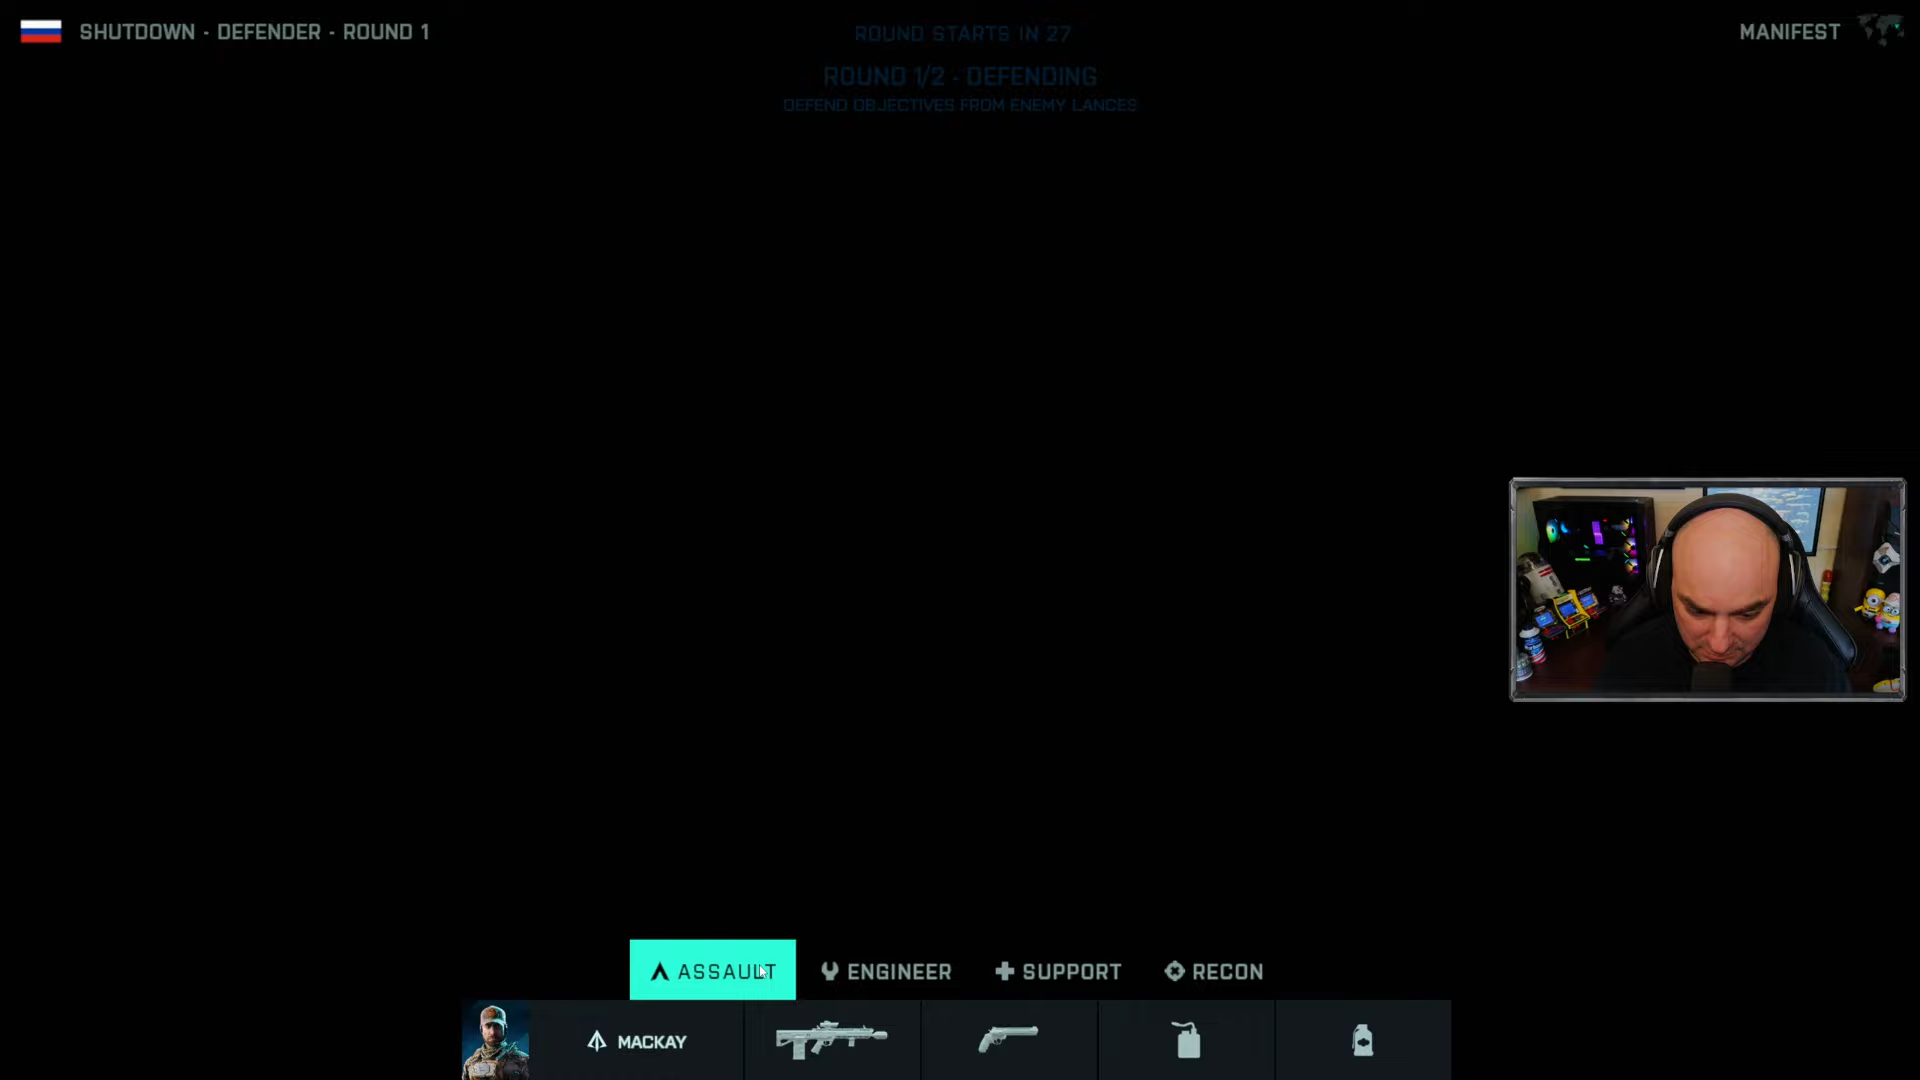 SHUTDOWN - DEFENDER - ROUND 1
ROUND STARTS IN 27
MANIFEST
ROUND 1/2 - DEFENDING
DEFEND OBJECTIVES FROM ENEMY LANCES
ASSAULT
ENGINEER
SUPPORT
RECON
MACKAY